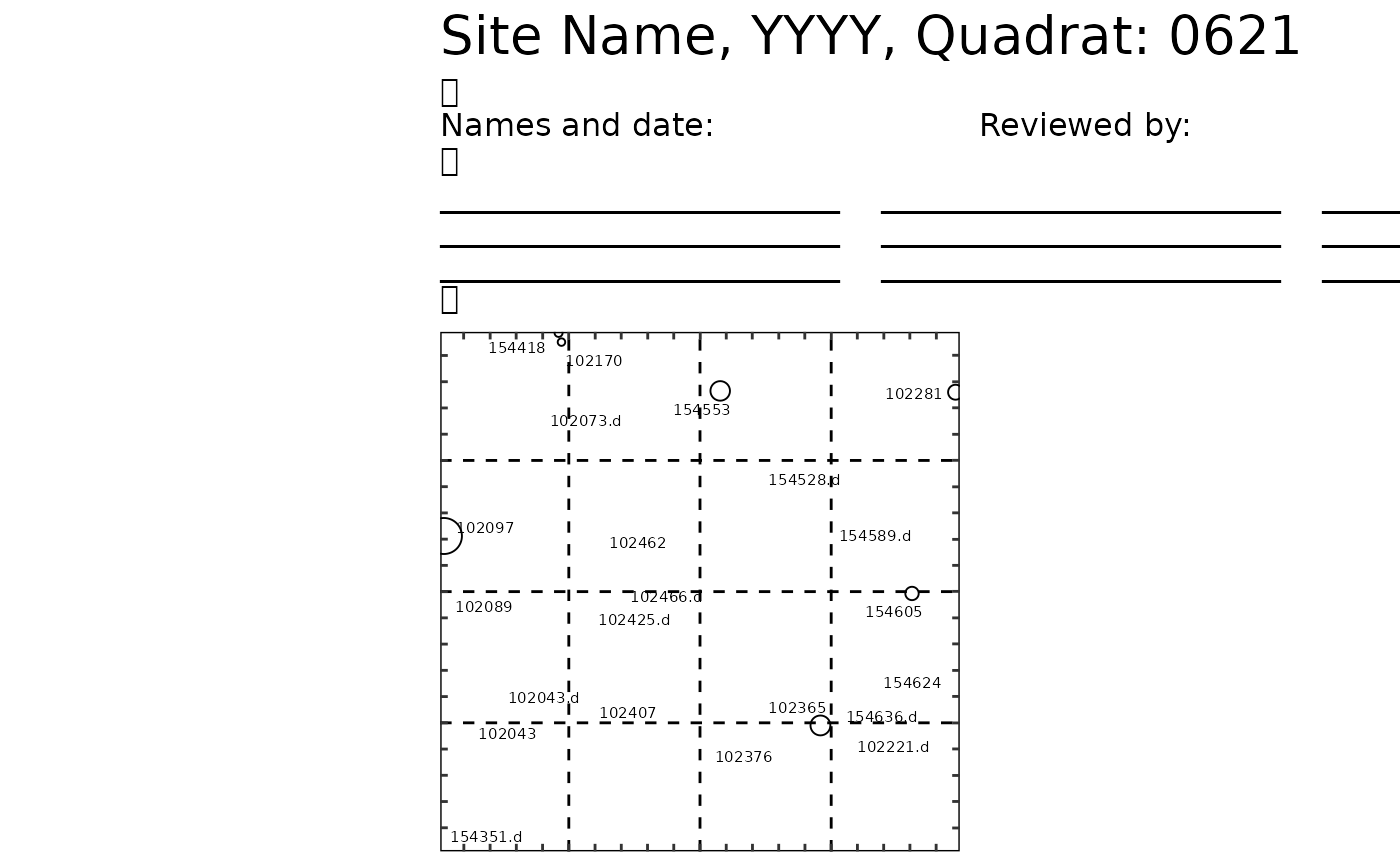 Site Name, YYYY, Quadrat: 0621
Names and date: Reviewed by:
154418
102170
102281
154553
102073.d
154528.d
102097
154589.d
102462
102466.d
102089
154605
102425.d
154624
102043.d
102365
102407
154636.d
102043
102221.d
102376
154351.d